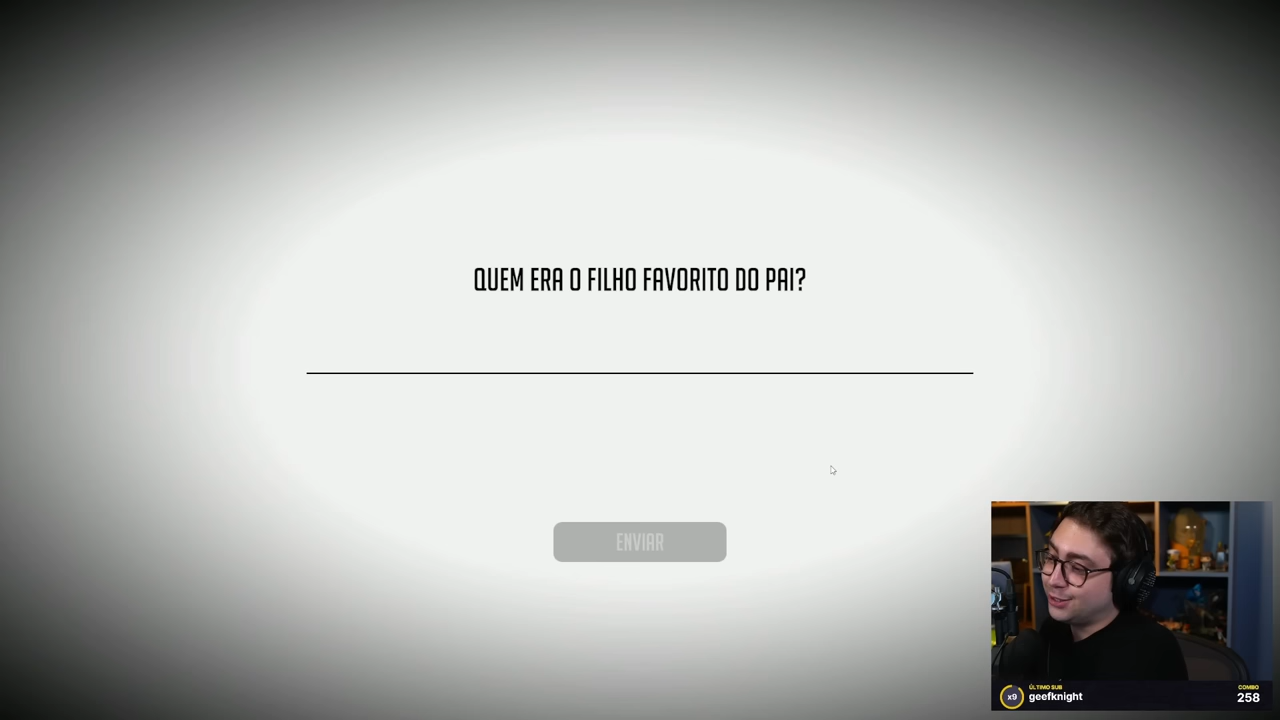 QUEM ERA O FILHO FAVORITO DO PAI?
ENVIAR
x9
ÚLTIMO SUB
geefknight
COMBO
258